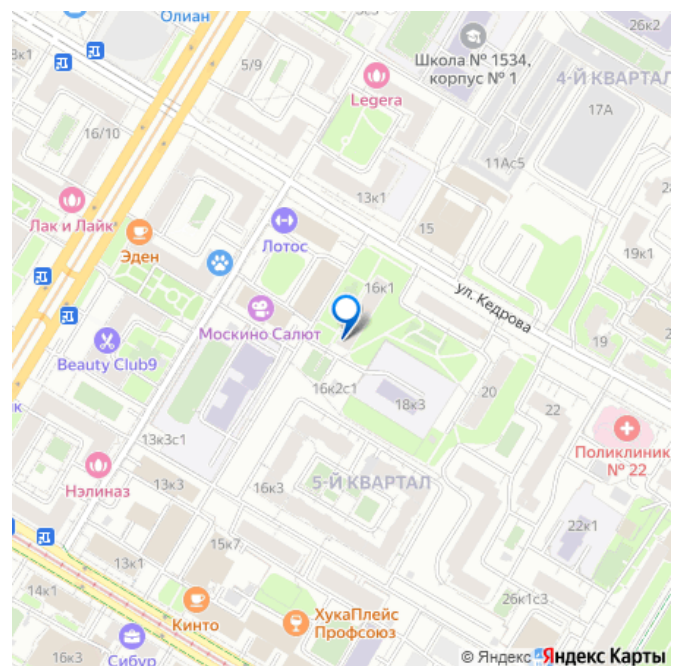 Олиан
26к2
3к1
5/9
Школа № 1534,
корпус № 1
4-Й КВАРТАЛ
Legera
17А
16/10
11Ас5
13к1
Лак и Лайк
15
Эден
Лотос
19к1
16к1
ул. Кедрова
Москино Салют
19
Beauty Club9
16к2с1
18к3
20
22
Поликлиник
№ 22
13к3с1
Нэлиназ
13к3
16к3
5-Й КВАРТАЛ
22к1
15к7
13к1
14к1
Кинто
ХукаПлейс
Профсоюз
26к1с3
16к3
Сибур
© Яндекс Яндекс Карты